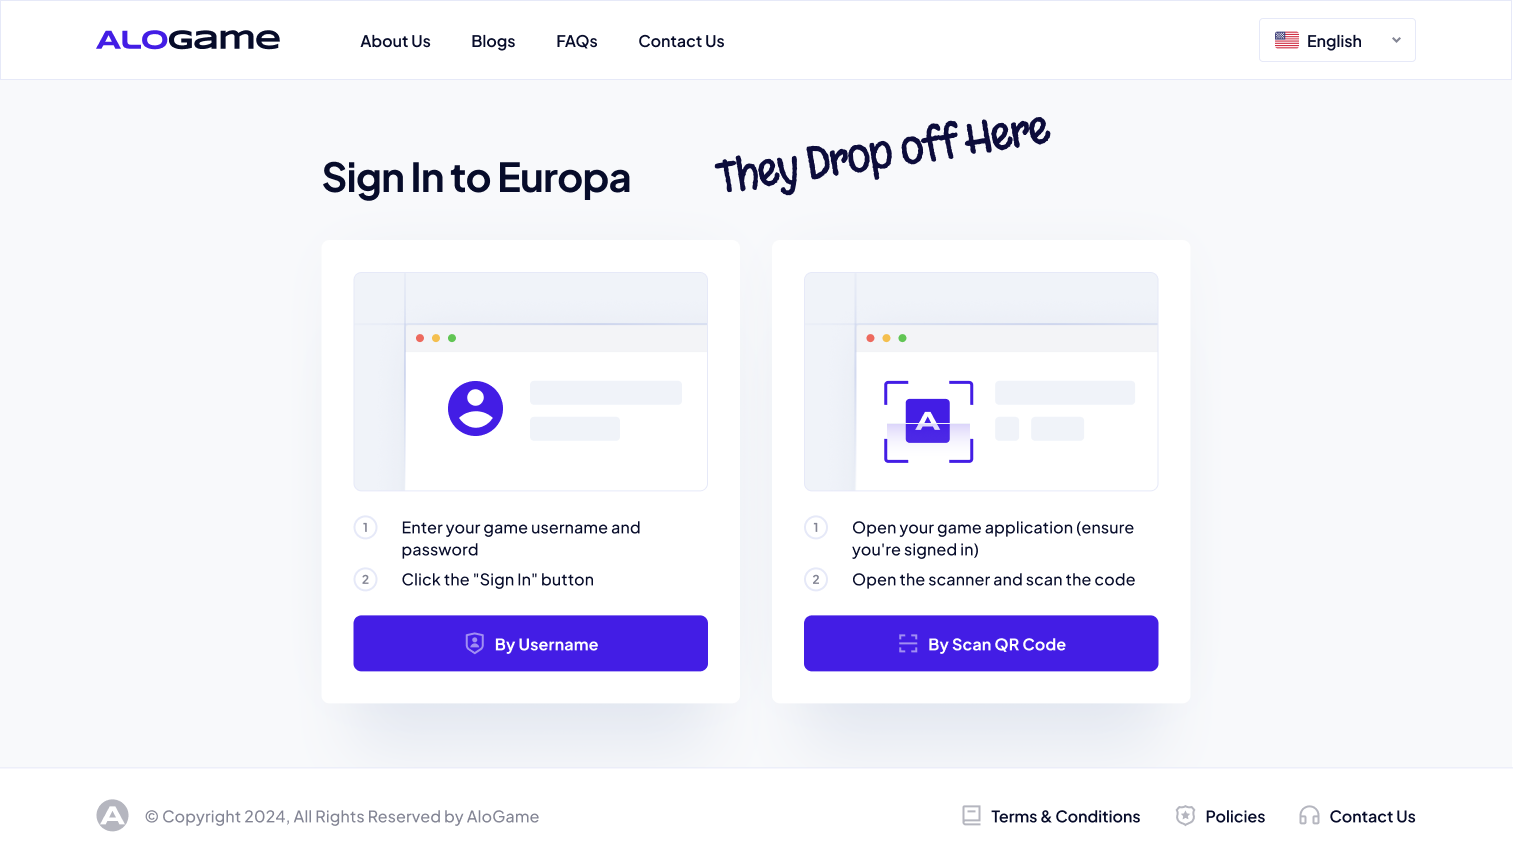 ALOGAME
About Us
Blogs
FAQs
Contact Us
English
Sign In to Europa
They Drop off Here
A
1
Enter your game username and
password
2
Click the "Sign In" button
By Username
1
Open your game application (ensure
you're signed in)
2
Open the scanner and scan the code
By Scan QR Code
A
© Copyright 2024, All Rights Reserved by AloGame
Terms & Conditions
Policies
Contact Us